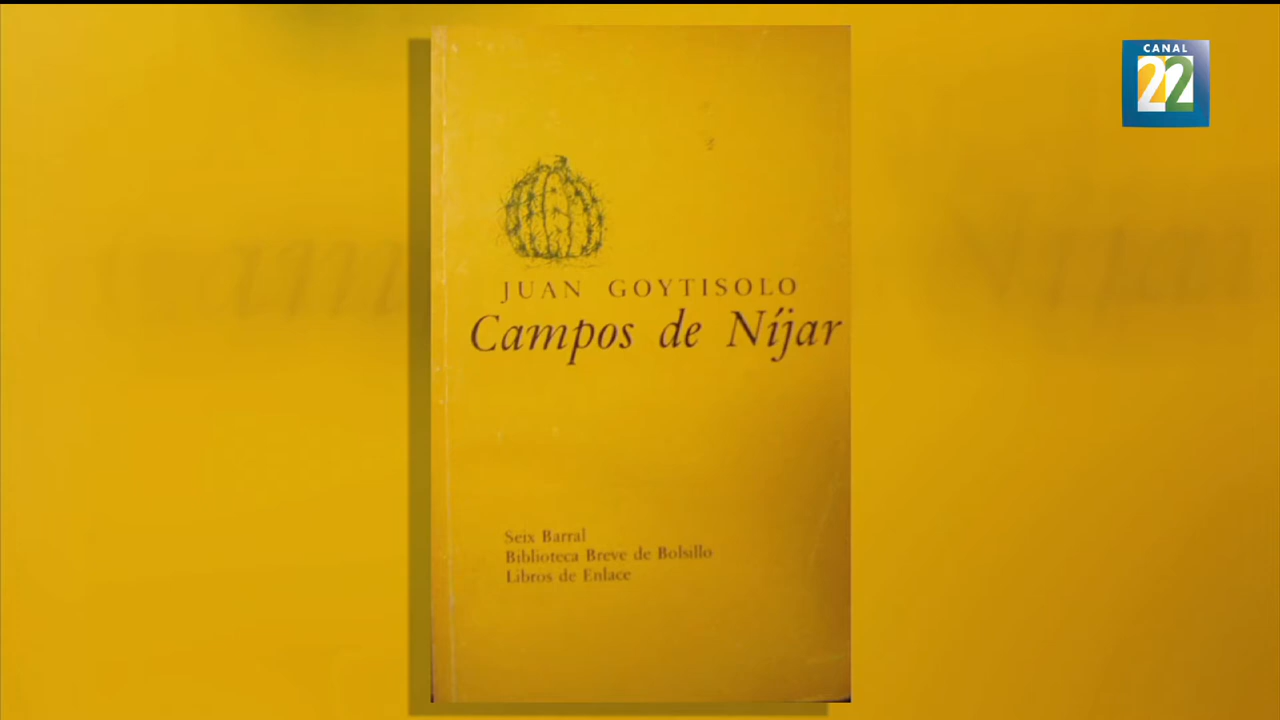 CANAL
22
JUAN GOYTISOLO
Campos de Níjar
Seix Barral
Biblioteca Breve de Bolsillo
Libros de Enlace